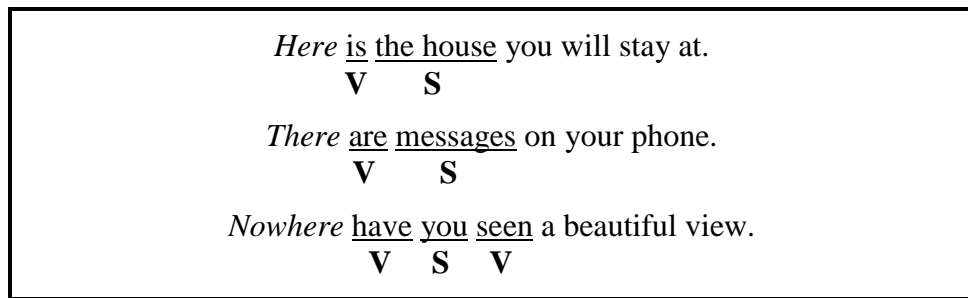 Here is the house you will stay at.
V S
There are messages on your phone.
V S
Nowhere have you seen a beautiful view.
V S V